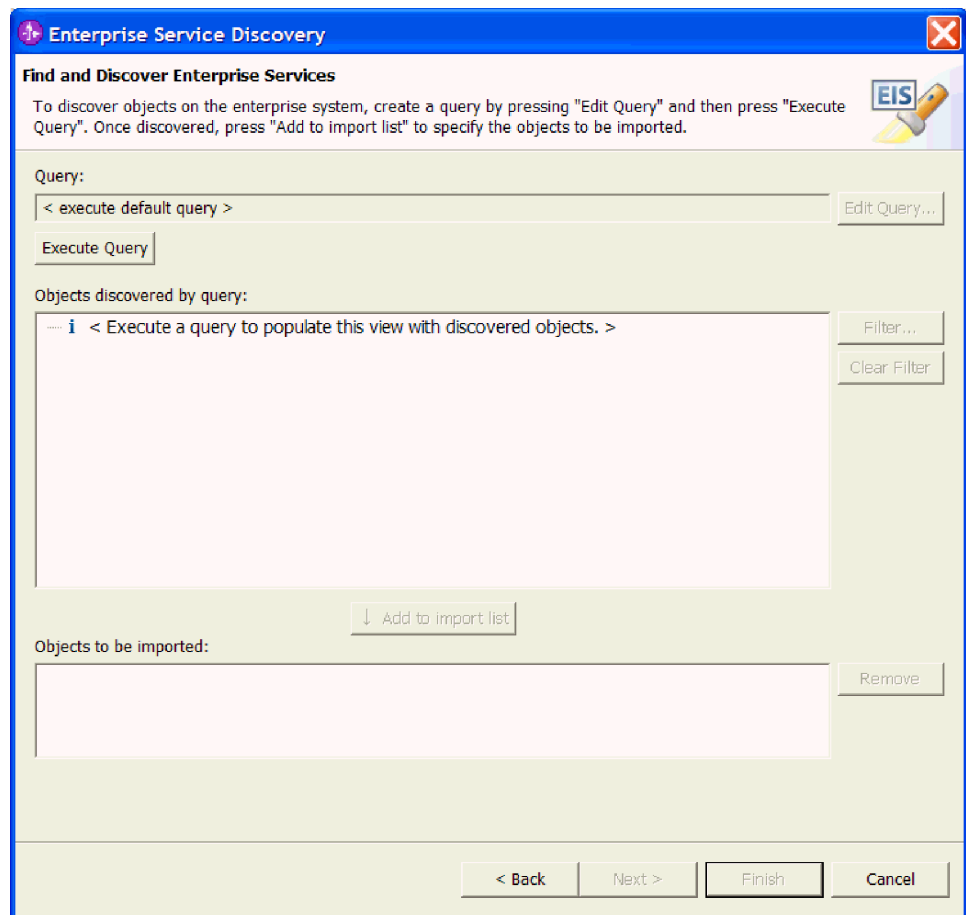 Enterprise Service Discovery
Find and Discover Enterprise Services
To discover objects on the enterprise system, create a query by pressing "Edit Query" and then press "Execute
Query". Once discovered, press "Add to import list" to specify the objects to be imported.
EIS
Query:
< execute default query >
Edit Query...
Execute Query
Objects discovered by query:
i < Execute a query to populate this view with discovered objects. >
Filter...
Clear Filter
↓ Add to import list
Objects to be imported:
Remove
< Back
Next >
Finish
Cancel